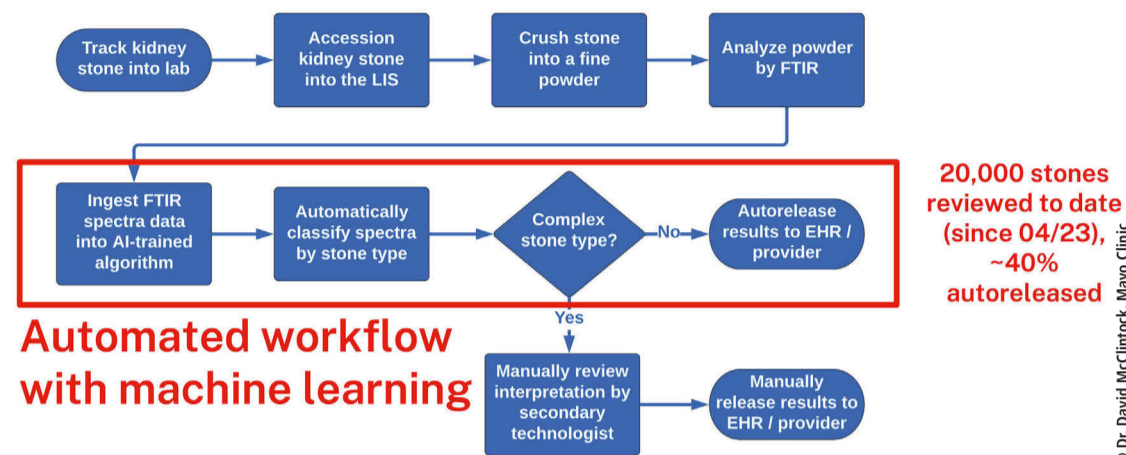 Track kidney
stone into lab
Accession
kidney stone
into the LIS
Crush stone
into a fine
powder
Analyze powder
by FTIR
Ingest FTIR
spectra data
into AI-trained
algorithm
Automatically
classify spectra
by stone type
Complex
stone type?
No
Autorelease
results to EHR /
provider
20,000 stones
reviewed to date
(since 04/23),
~40%
autoreleased
Yes
Automated workflow
with machine learning
Manually review
interpretation by
secondary
technologist
Manually
release results to
EHR / provider
Dr. David McClintock, Mayo Clinic